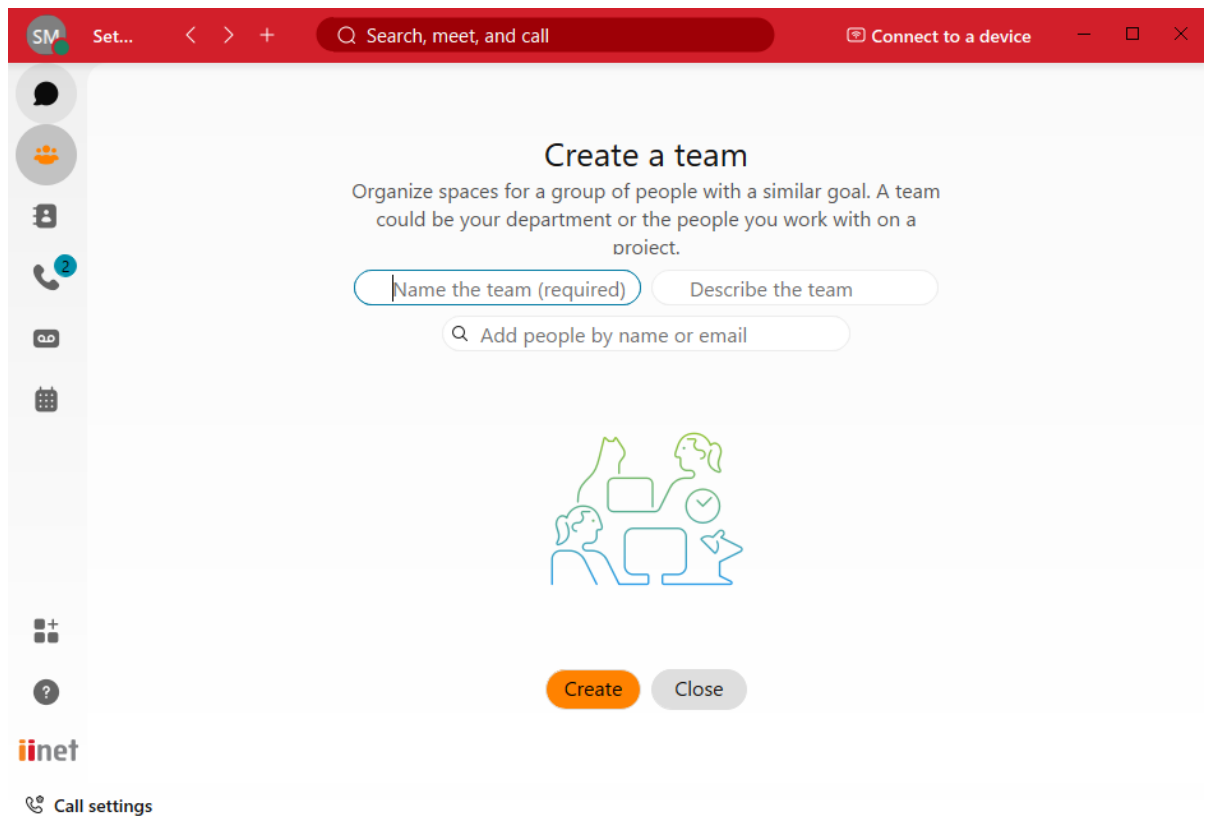 SM Set... Search, meet, and call Connect to a device
Create a team
Organize spaces for a group of people with a similar goal. A team
could be your department or the people you work with on a
project.
Name the team (required) Describe the team
Add people by name or email
2
Create Close
?
iinet
Call settings